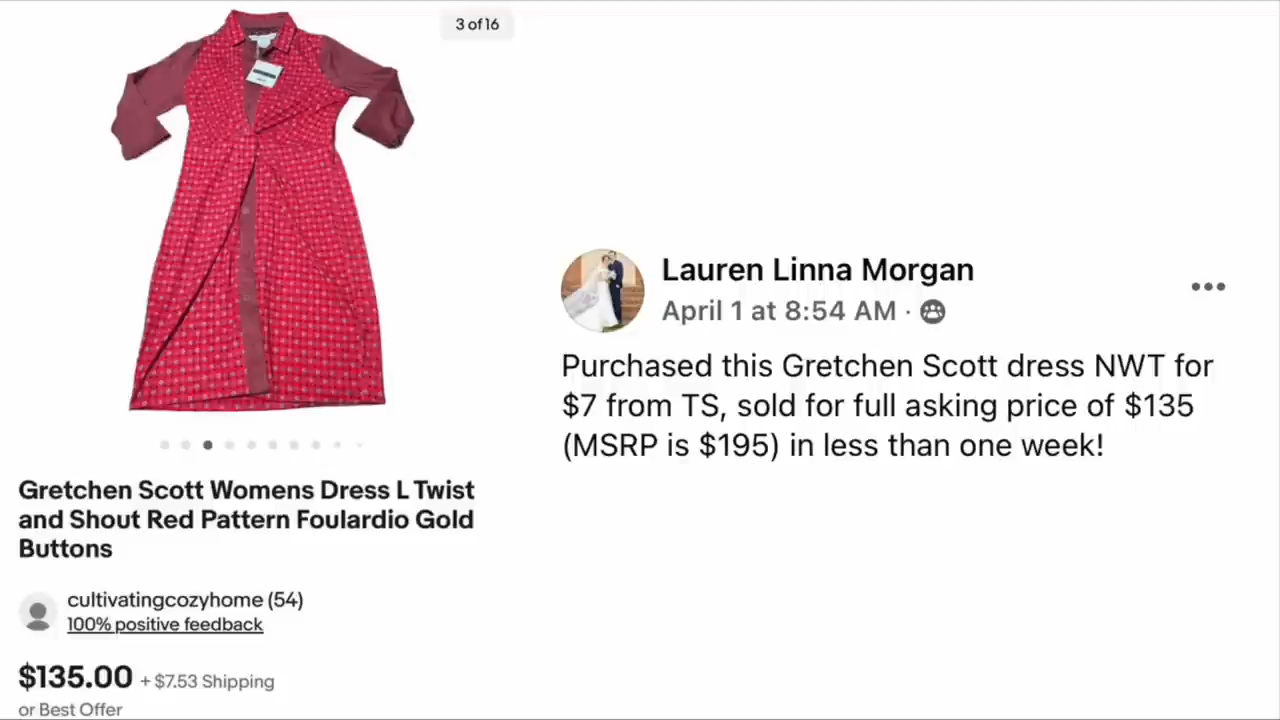 3 of 16
Gretchen Scott Womens Dress L Twist
and Shout Red Pattern Foulardio Gold
Buttons
cultivatingcozyhome (54)
100% positive feedback
$135.00 + $7.53 Shipping
or Best Offer
Lauren Linna Morgan
April 1 at 8:54 AM ·
Purchased this Gretchen Scott dress NWT for
$7 from TS, sold for full asking price of $135
(MSRP is $195) in less than one week!